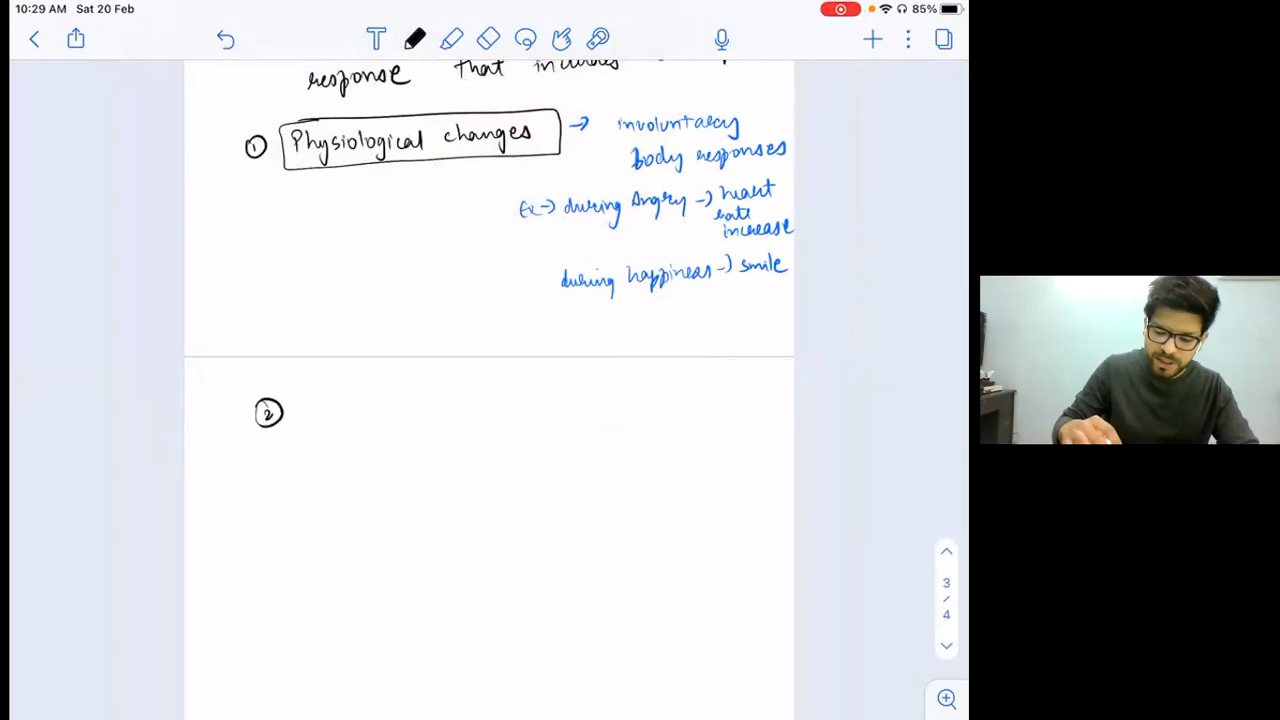 10:29 AM Sat 20 Feb
85%
response that includes
① Physiological changes → involuntary
body responses
Ex → during Angry → heart
rate
increase
during happiness → smile
②
3
/
4